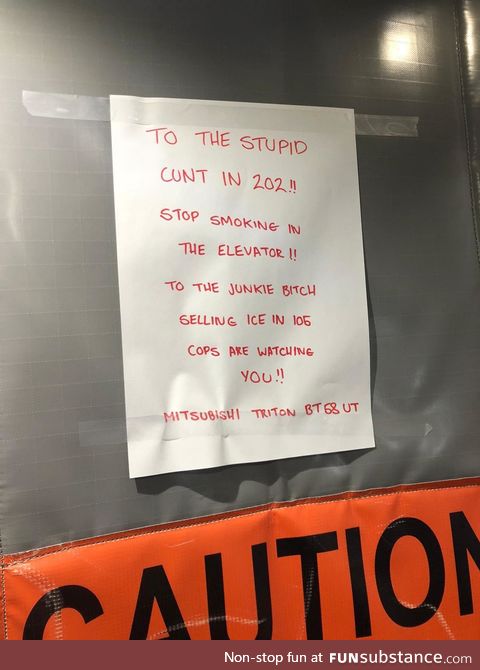 TO THE STUPID
CUNT IN 202!!
STOP SMOKING IN
THE ELEVATOR!!
TO THE JUNKIE BITCH
SELLING ICE IN 105
COPS ARE WATCHING
YOU!!
MITSUBISHI TRITON BT58UT
CAUTION
Non-stop fun at FUNsubstance.com